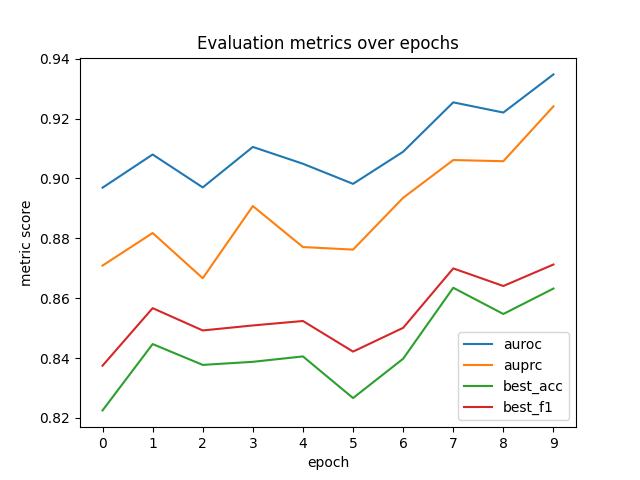 Evaluation metrics over epochs
0.94
0.92
0.90
0.88
0.86
0.84
0.82
metric score
0 1 2 3 4 5 6 7 8 9
epoch
auroc
auprc
best_acc
best_f1